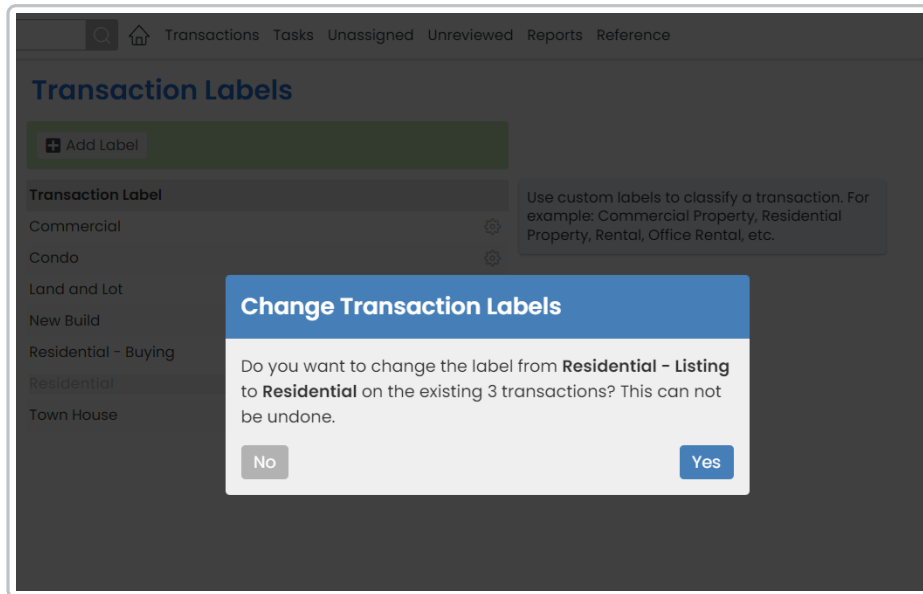 Transactions Tasks Unassigned Unreviewed Reports Reference
Transaction Labels
Add Label
Transaction Label
Commercial
Condo
Land and Lot
New Build
Residential - Buying
Residential
Town House
Use custom labels to classify a transaction. For
example: Commercial Property, Residential
Property, Rental, Office Rental, etc.
Change Transaction Labels
Do you want to change the label from Residential - Listing
to Residential on the existing 3 transactions? This can not
be undone.
No
Yes